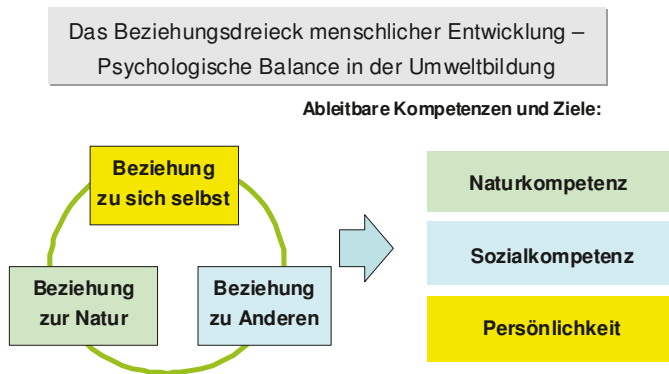 Das Beziehungsdreieck menschlicher Entwicklung –
Psychologische Balance in der Umweltbildung
Ableitbare Kompetenzen und Ziele:
Beziehung
zu sich selbst
Beziehung
zur Natur
Beziehung
zu Anderen
Naturkompetenz
Sozialkompetenz
Persönlichkeit